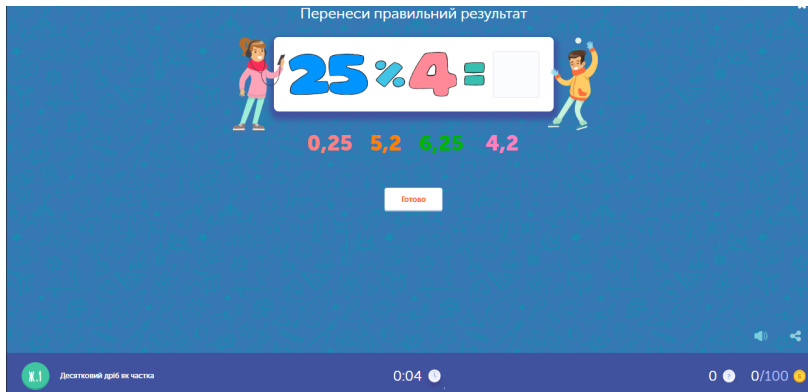 Перенеси правильний результат
25%4=
0,25 5,2 6,25 4,2
Готово
Ж.1 Десятковий дріб як частка 0:04 0 0/100